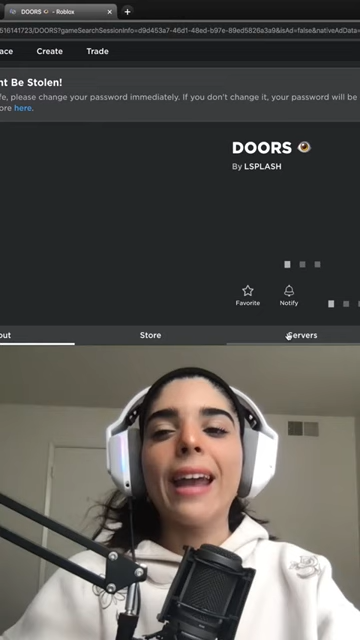 DOORS 👁 - Roblox
516141723/DOORS?gameSearchSessionInfo=d9d453a7-46d1-48ed-b97e-89ed5826a3a9&isAd=false&nativeAdData=
Create Trade
nt Be Stolen!
fe, please change your password immediately. If you don't change it, your password will be
ore here.
DOORS 👁
By LSPLASH
Favorite Notify
out Store Servers